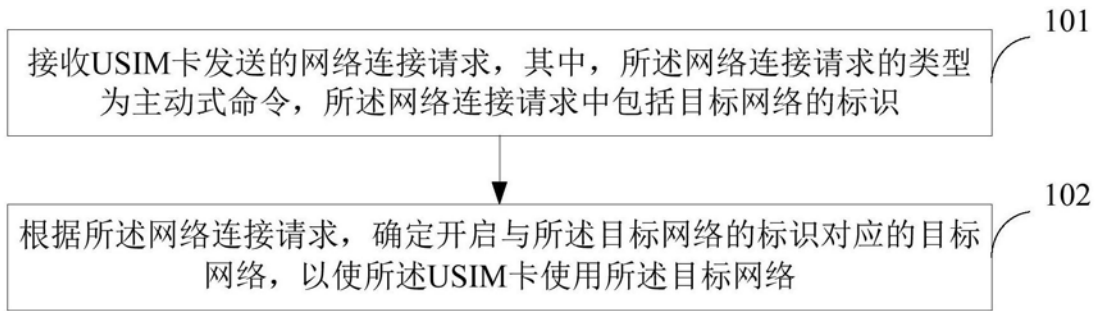 101
接收USIM卡发送的网络连接请求，其中，所述网络连接请求的类型
为主动式命令，所述网络连接请求中包括目标网络的标识
102
根据所述网络连接请求，确定开启与所述目标网络的标识对应的目标
网络，以使所述USIM卡使用所述目标网络